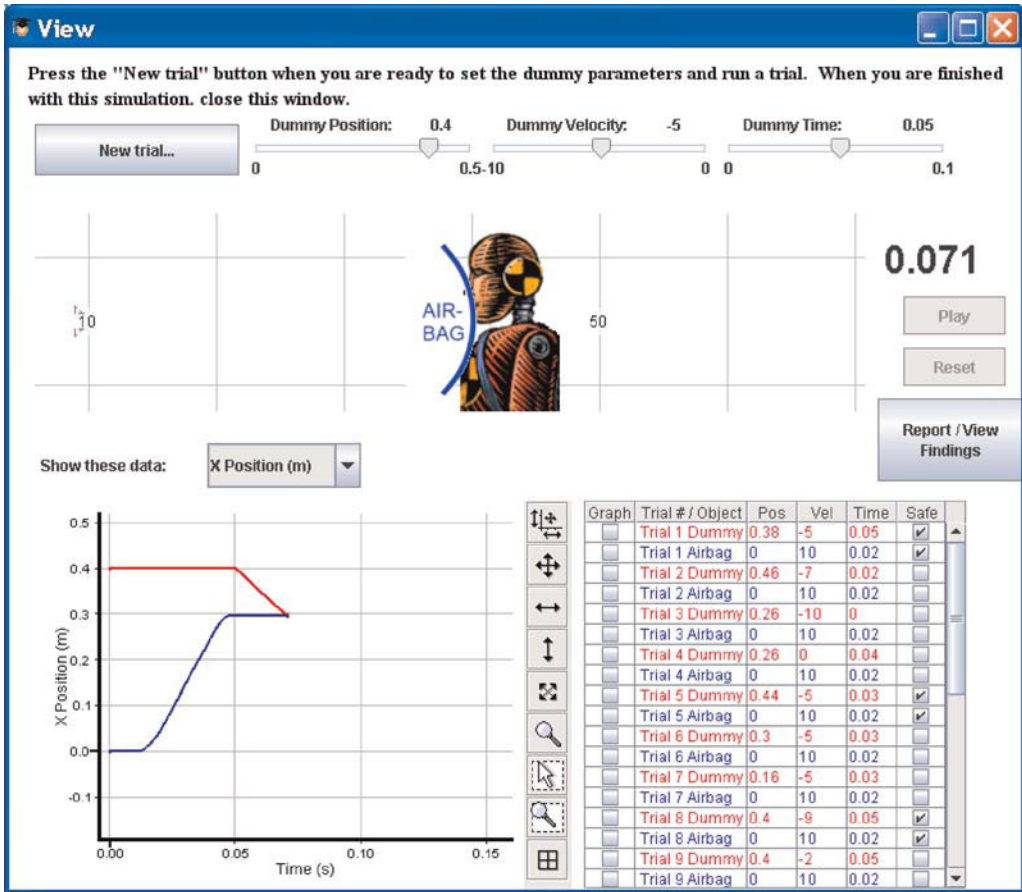 View
Press the "New trial" button when you are ready to set the dummy parameters and run a trial. When you are finished
with this simulation. close this window.
New trial...
Dummy Position: 0.4
0 0.5
Dummy Velocity: -5
-10 0
Dummy Time: 0.05
0 0.1
10
AIR-
BAG
50
0.071
Play
Reset
Report / View
Findings
Show these data: X Position (m)
X Position (m)
0.5
0.4
0.3
0.2
0.1
0.0
-0.1
0.00 0.05 0.10 0.15
Time (s)
Graph Trial # / Object Pos Vel Time Safe
Trial 1 Dummy 0.38 -5 0.05
Trial 1 Airbag 0 10 0.02
Trial 2 Dummy 0.46 -7 0.02
Trial 2 Airbag 0 10 0.02
Trial 3 Dummy 0.26 -10 0
Trial 3 Airbag 0 10 0.02
Trial 4 Dummy 0.26 0 0.04
Trial 4 Airbag 0 10 0.02
Trial 5 Dummy 0.44 -5 0.03
Trial 5 Airbag 0 10 0.02
Trial 6 Dummy 0.3 -5 0.03
Trial 6 Airbag 0 10 0.02
Trial 7 Dummy 0.16 -5 0.03
Trial 7 Airbag 0 10 0.02
Trial 8 Dummy 0.4 -9 0.05
Trial 8 Airbag 0 10 0.02
Trial 9 Dummy 0.4 -2 0.05
Trial 9 Airbag 0 10 0.02